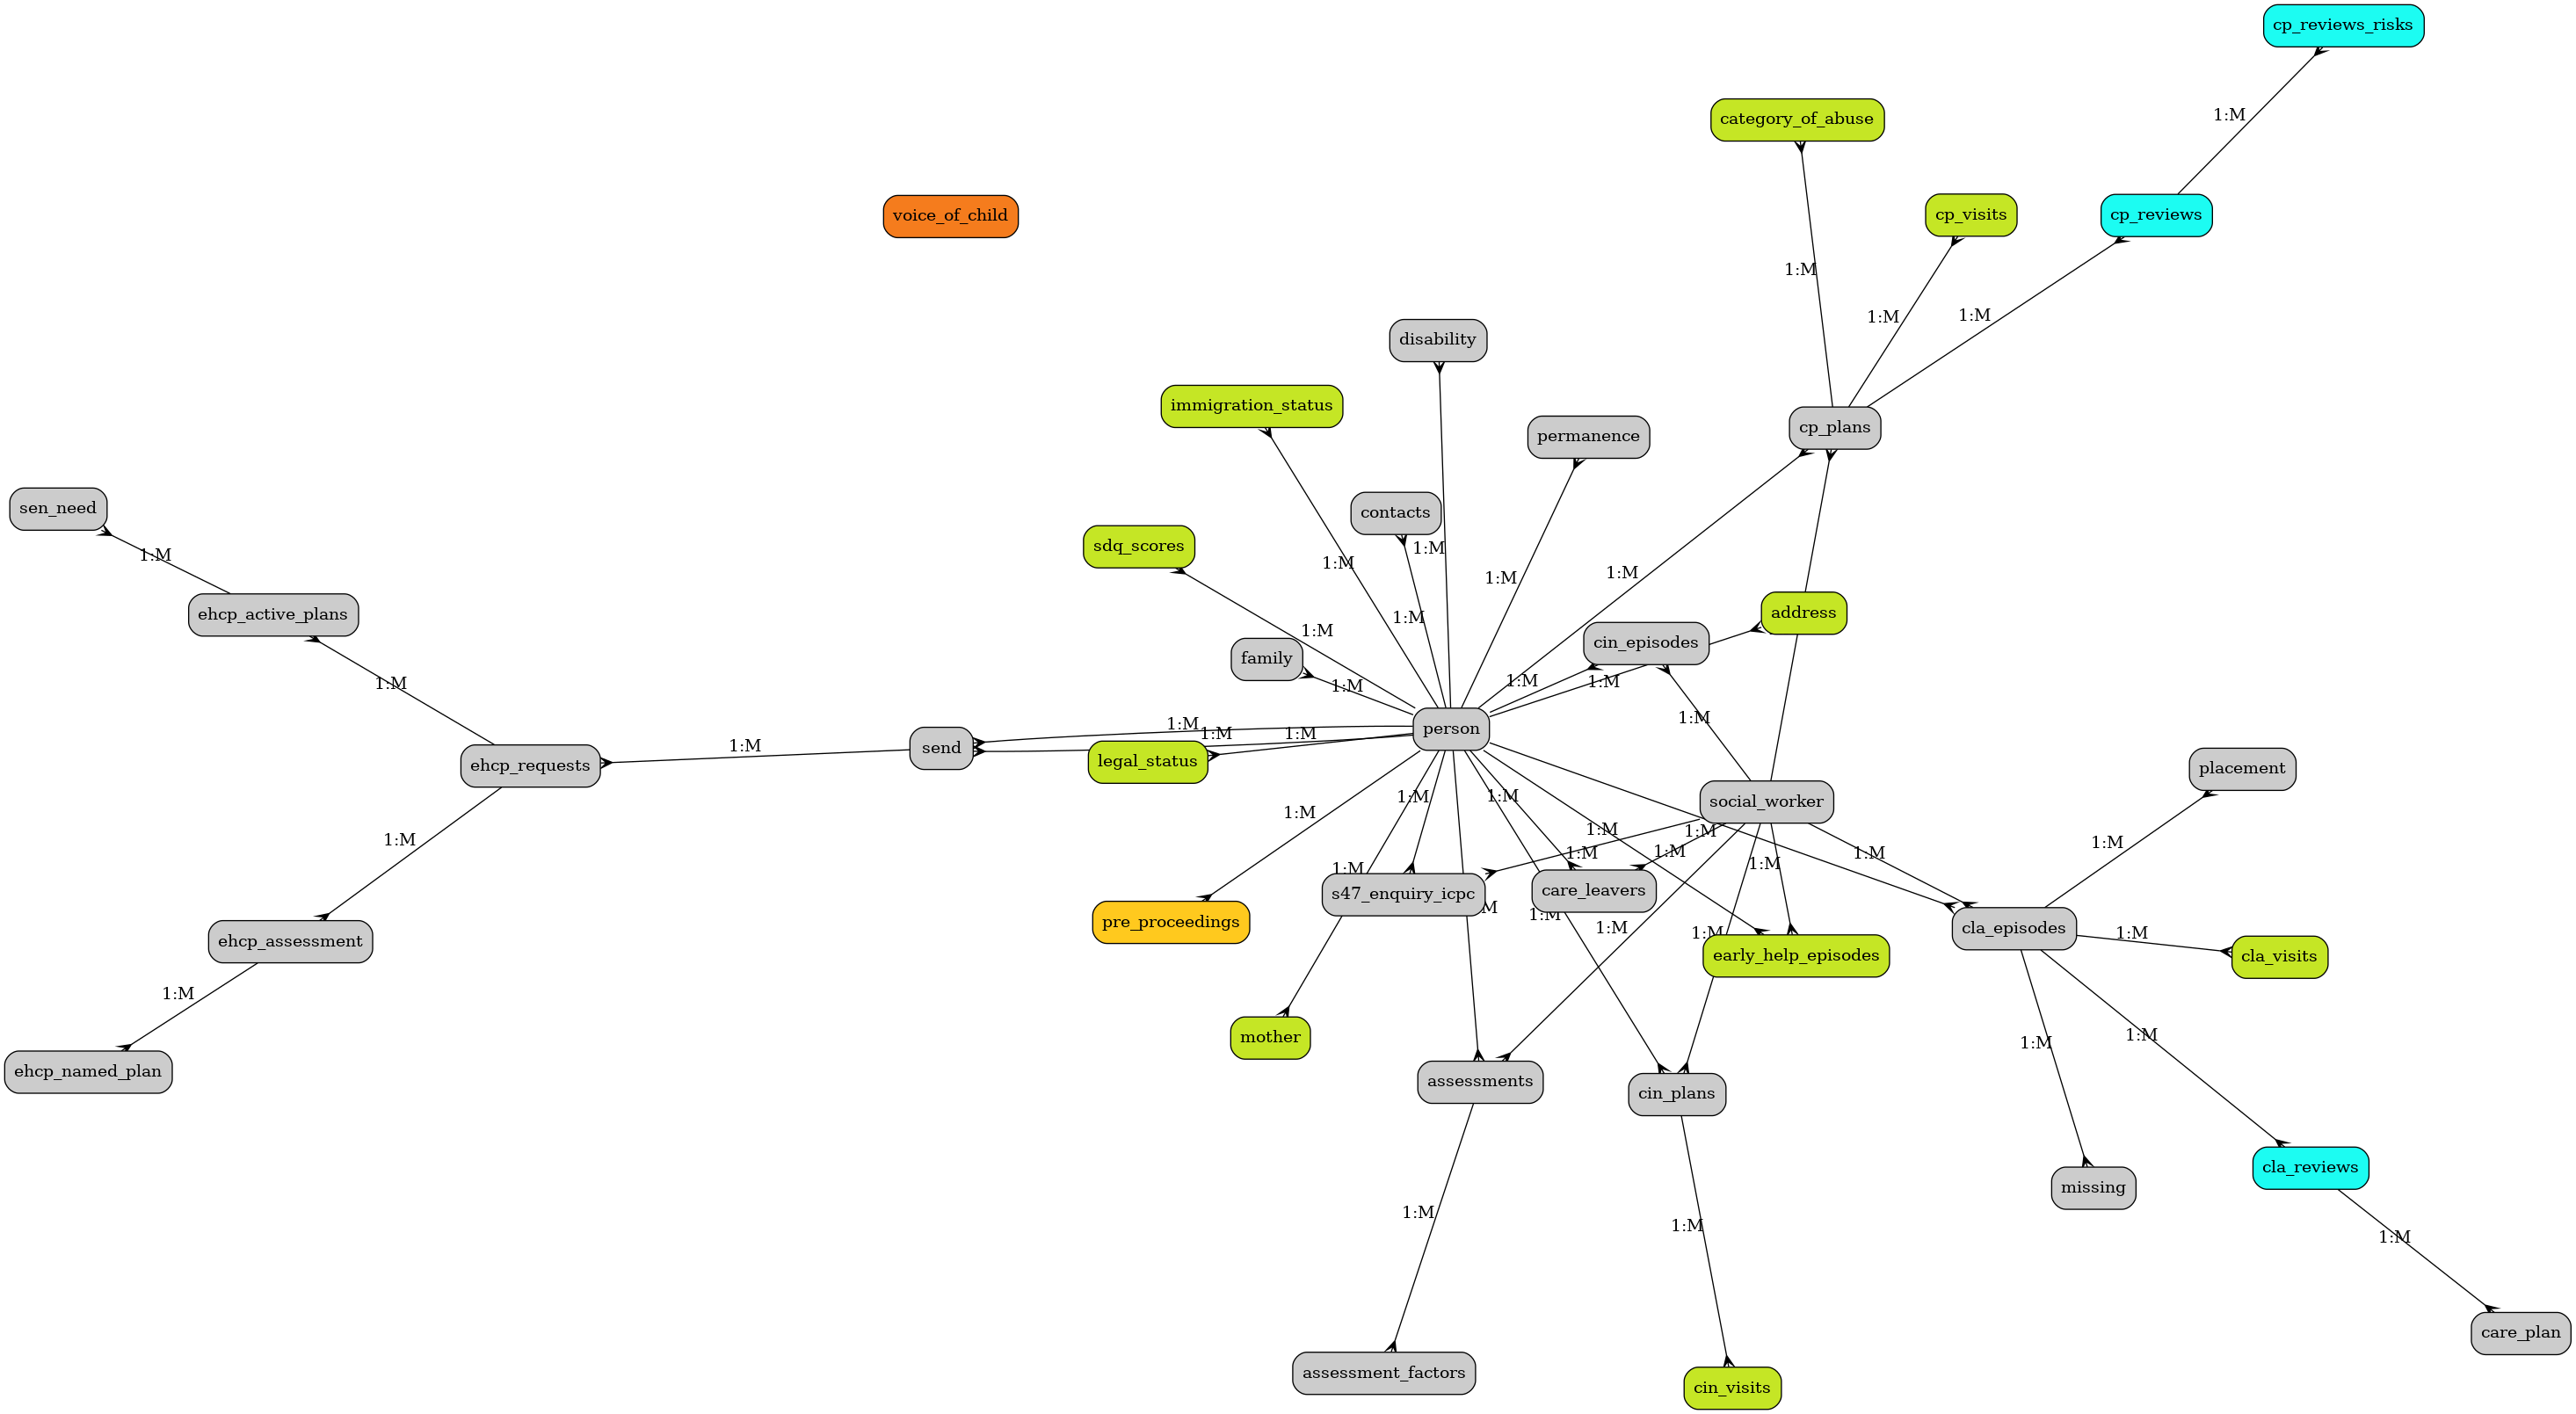 cp_reviews_risks
1:M
category_of_abuse
voice_of_child
cp_visits
cp_reviews
1:M
1:M
1:M
disability
immigration_status
permanence
cp_plans
sen_need
contacts
sdq_scores
1:M
1:M
1:M
1:M
1:M
ehcp_active_plans
address
1:M
1:M
cin_episodes
family
1:M
1:M
1:M
1:M
1:M
person
1:M
1:M
1:M
1:M
send
legal_status
ehcp_requests
placement
1:M
1:M
social_worker
1:M
1:M
1:M
1:M
1:M
1:M
1:M
1:M
1:M
1:M
s47_enquiry_icpc
care_leavers
M
1:M
pre_proceedings
1:M
1:M
cla_episodes
1:M
ehcp_assessment
early_help_episodes
cla_visits
1:M
mother
1:M
1:M
ehcp_named_plan
assessments
cin_plans
cla_reviews
missing
1:M
1:M
1:M
care_plan
assessment_factors
cin_visits